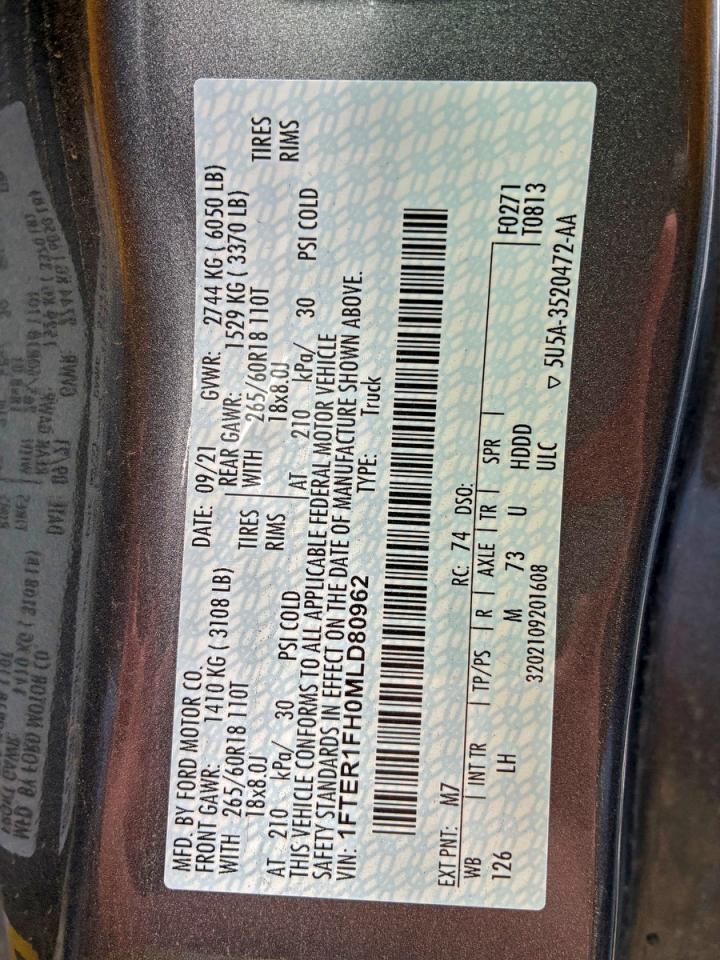 MFD. BY FORD MOTOR CO. DATE: 09/21 GVWR: 2744 KG ( 6050 LB)
FRONT GAWR: 1410 KG ( 3108 LB) REAR GAWR: 1529 KG ( 3370 LB)
WITH 265/60R18 110T TIRES WITH 265/60R18 110T TIRES
18x8.0J RIMS 18x8.0J RIMS
AT 210 kPa/ 30 PSI COLD AT 210 kPa/ 30 PSI COLD
THIS VEHICLE CONFORMS TO ALL APPLICABLE FEDERAL MOTOR VEHICLE
SAFETY STANDARDS IN EFFECT ON THE DATE OF MANUFACTURE SHOWN ABOVE.
VIN: 1FTER1FH0MLD80962 TYPE: Truck
EXT PNT: M7 RC: 74 DSO: F0271
WB INT TR TP/PS R AXLE TR SPR T0813
126 LH M 73 U HDDD
3202109201608 ULC ▽ 5U5A-3520472-AA